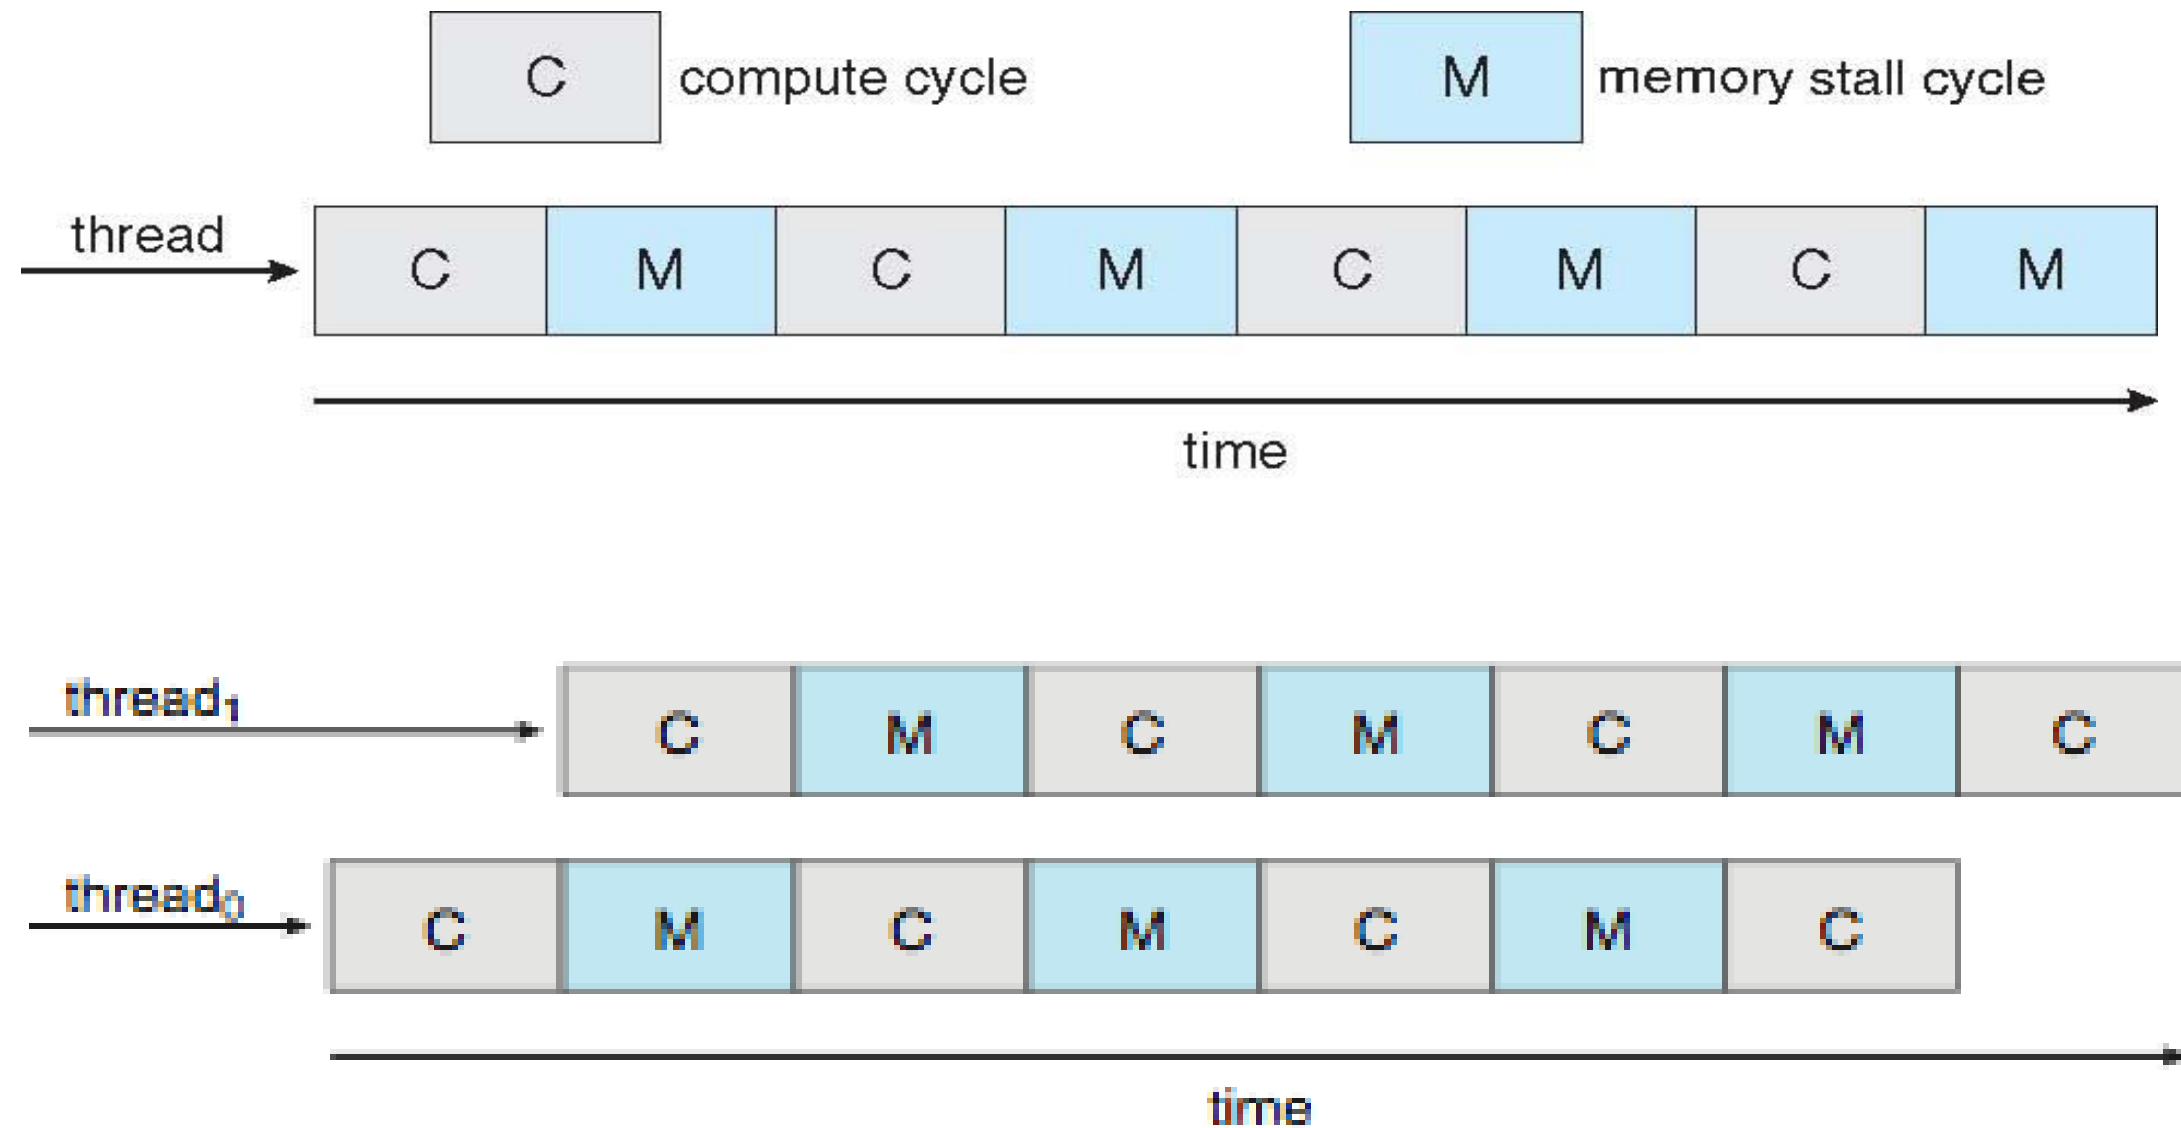 C compute cycle M memory stall cycle
thread C M C M C M C M
time
thread1 C M C M C M C
thread0 C M C M C M C
time